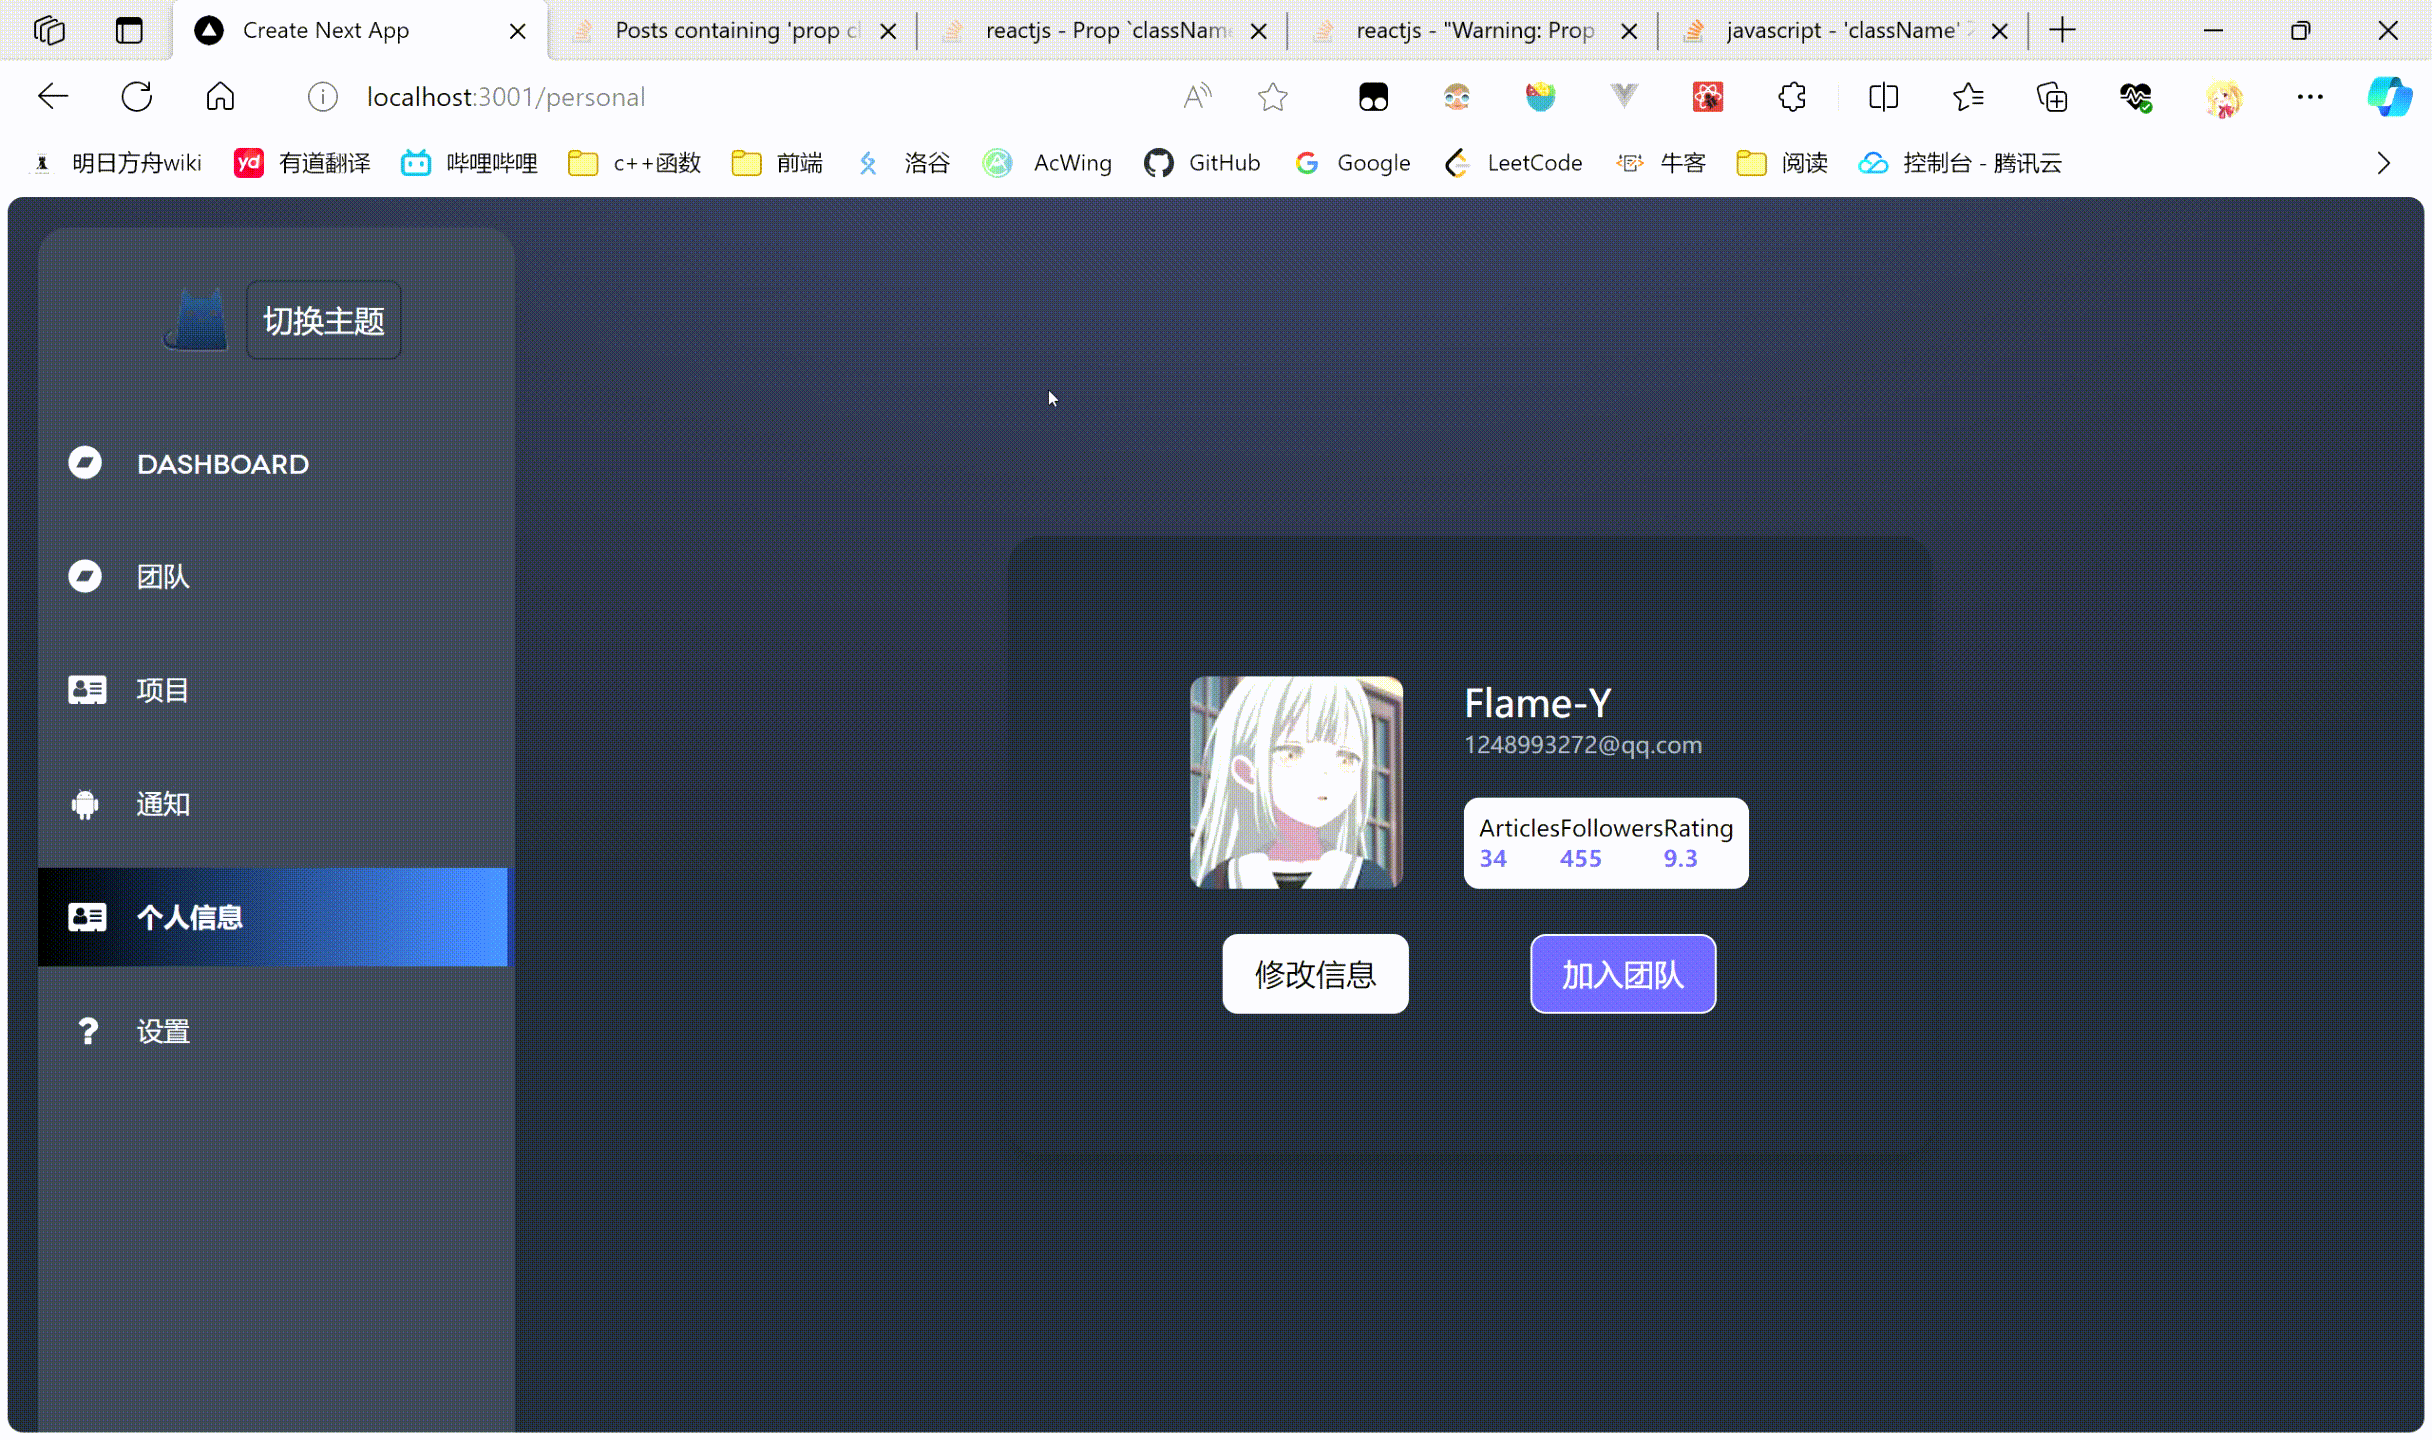 Create Next App
Posts containing 'prop cl
reactjs - Prop `className
reactjs - "Warning: Prop
javascript - 'className'
localhost:3001/personal
明日方舟wiki
yd 有道翻译
哔哩哔哩
c++函数
前端
洛谷
AcWing
GitHub
Google
LeetCode
牛客
阅读
控制台 - 腾讯云
切换主题
DASHBOARD
团队
项目
通知
个人信息
设置
Flame-Y
1248993272@qq.com
ArticlesFollowersRating
34 455 9.3
修改信息
加入团队